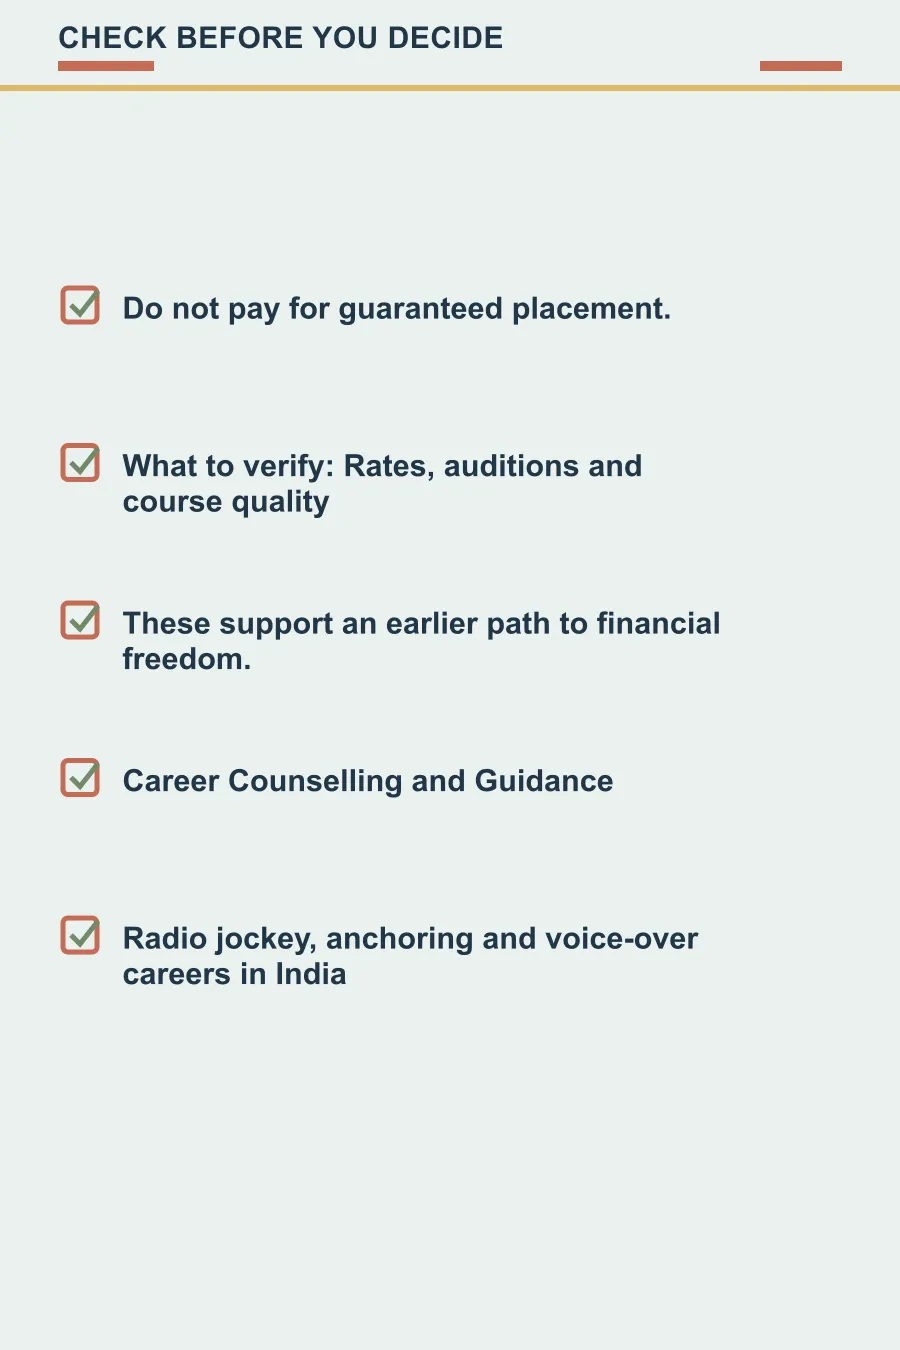 CHECK BEFORE YOU DECIDE
Do not pay for guaranteed placement.
What to verify: Rates, auditions and
course quality
These support an earlier path to financial
freedom.
Career Counselling and Guidance
Radio jockey, anchoring and voice-over
careers in India